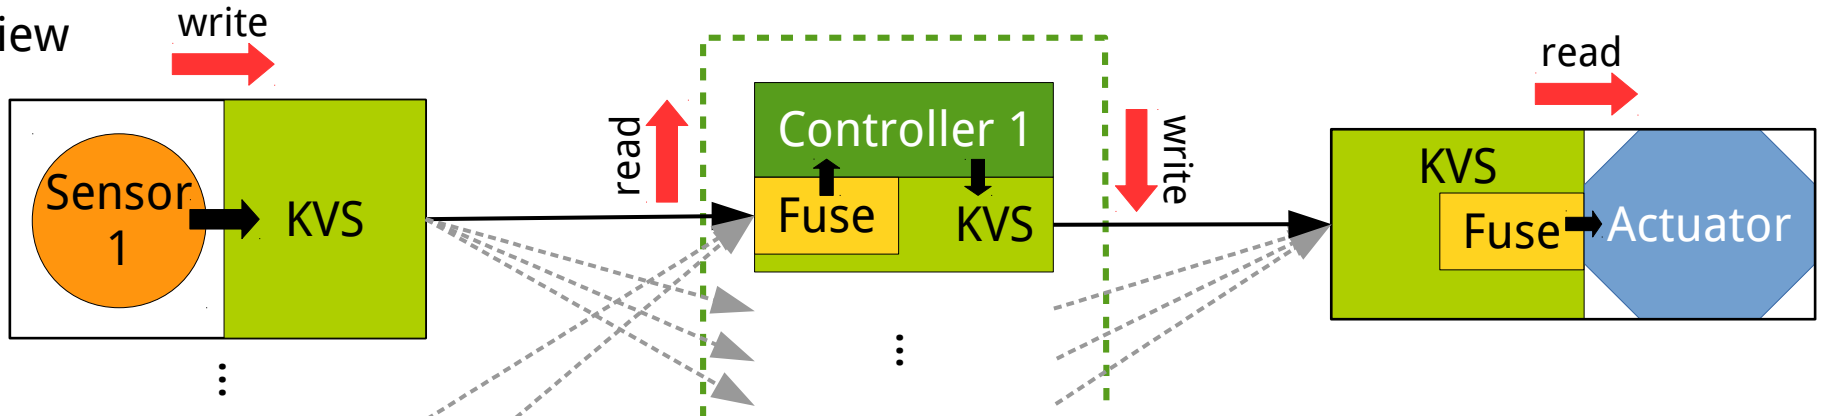 iew
write
Sensor
1
KVS
...
read
Controller 1
Fuse
KVS
...
write
read
KVS
Fuse
Actuator